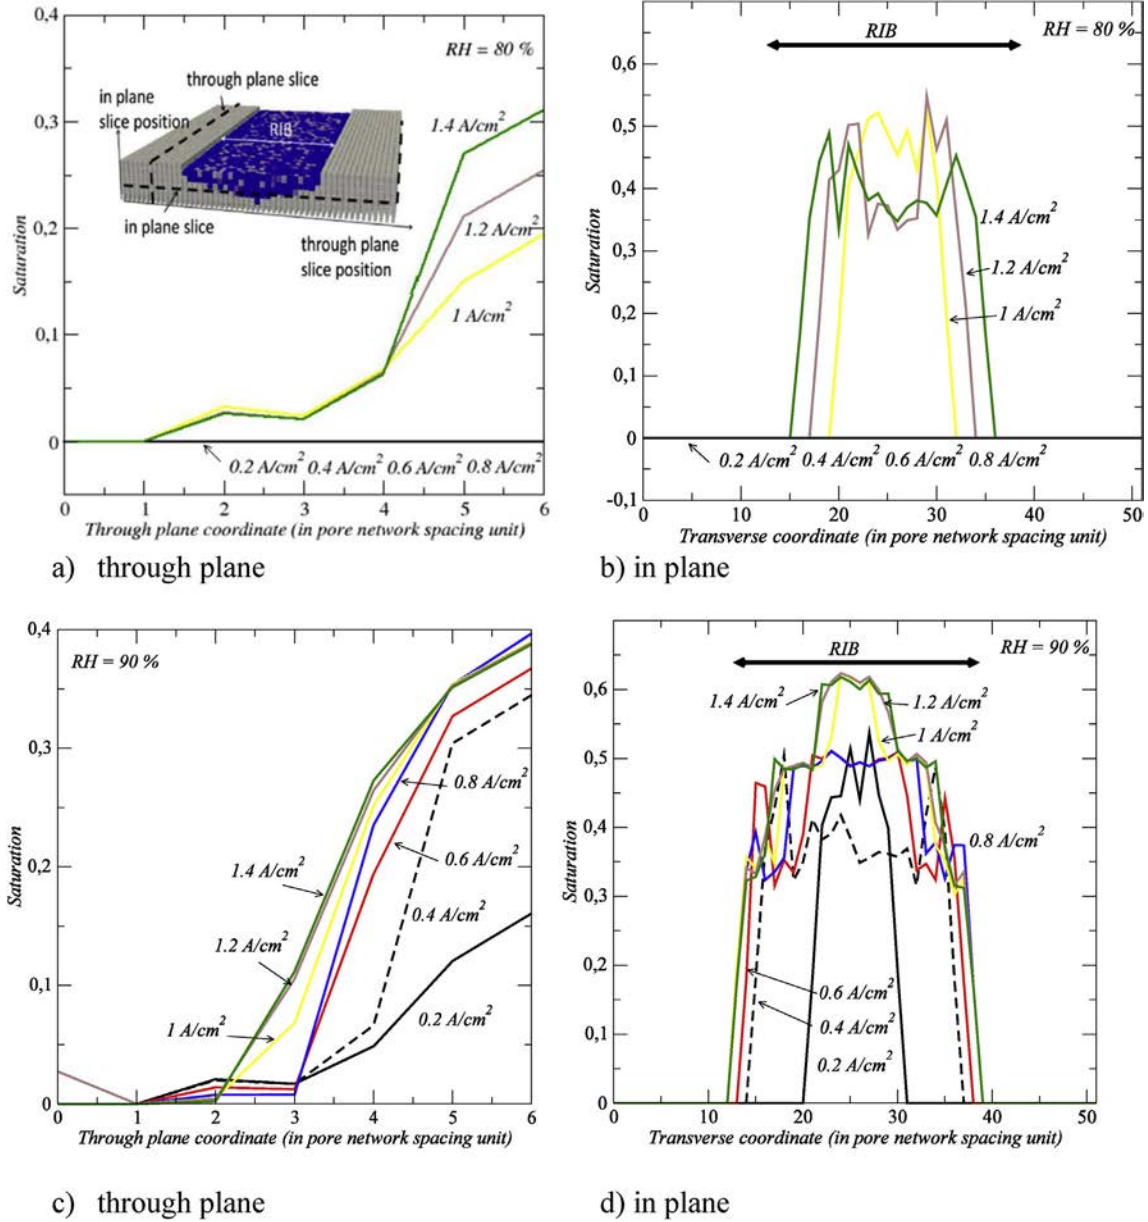 0,4
0,3
0,2
0,1
0
Saturation
RH = 80 %
through plane slice
in plane
slice position
RIB
in plane slice
through plane
slice position
1.4 A/cm²
1.2 A/cm²
1 A/cm²
0.2 A/cm² 0.4 A/cm² 0.6 A/cm² 0.8 A/cm²
0 1 2 3 4 5 6
Through plane coordinate (in pore network spacing unit)
a) through plane
0,6
0,5
0,4
0,3
0,2
0,1
0
-0,1
Saturation
RIB
RH = 80 %
1.4 A/cm²
1.2 A/cm²
1 A/cm²
0.2 A/cm² 0.4 A/cm² 0.6 A/cm² 0.8 A/cm²
0 10 20 30 40 50
Transverse coordinate (in pore network spacing unit)
b) in plane
0,4
0,3
0,2
0,1
0
Saturation
RH = 90 %
0.8 A/cm²
0.6 A/cm²
1.4 A/cm²
0.4 A/cm²
1.2 A/cm²
1 A/cm²
0.2 A/cm²
0 1 2 3 4 5 6
Through plane coordinate (in pore network spacing unit)
c) through plane
0,6
0,5
0,4
0,3
0,2
0,1
0
Saturation
RIB
RH = 90 %
1.4 A/cm²
1.2 A/cm²
1 A/cm²
0.8 A/cm²
0.6 A/cm²
0.4 A/cm²
0.2 A/cm²
0 10 20 30 40 50
Transverse coordinate (in pore network spacing unit)
d) in plane